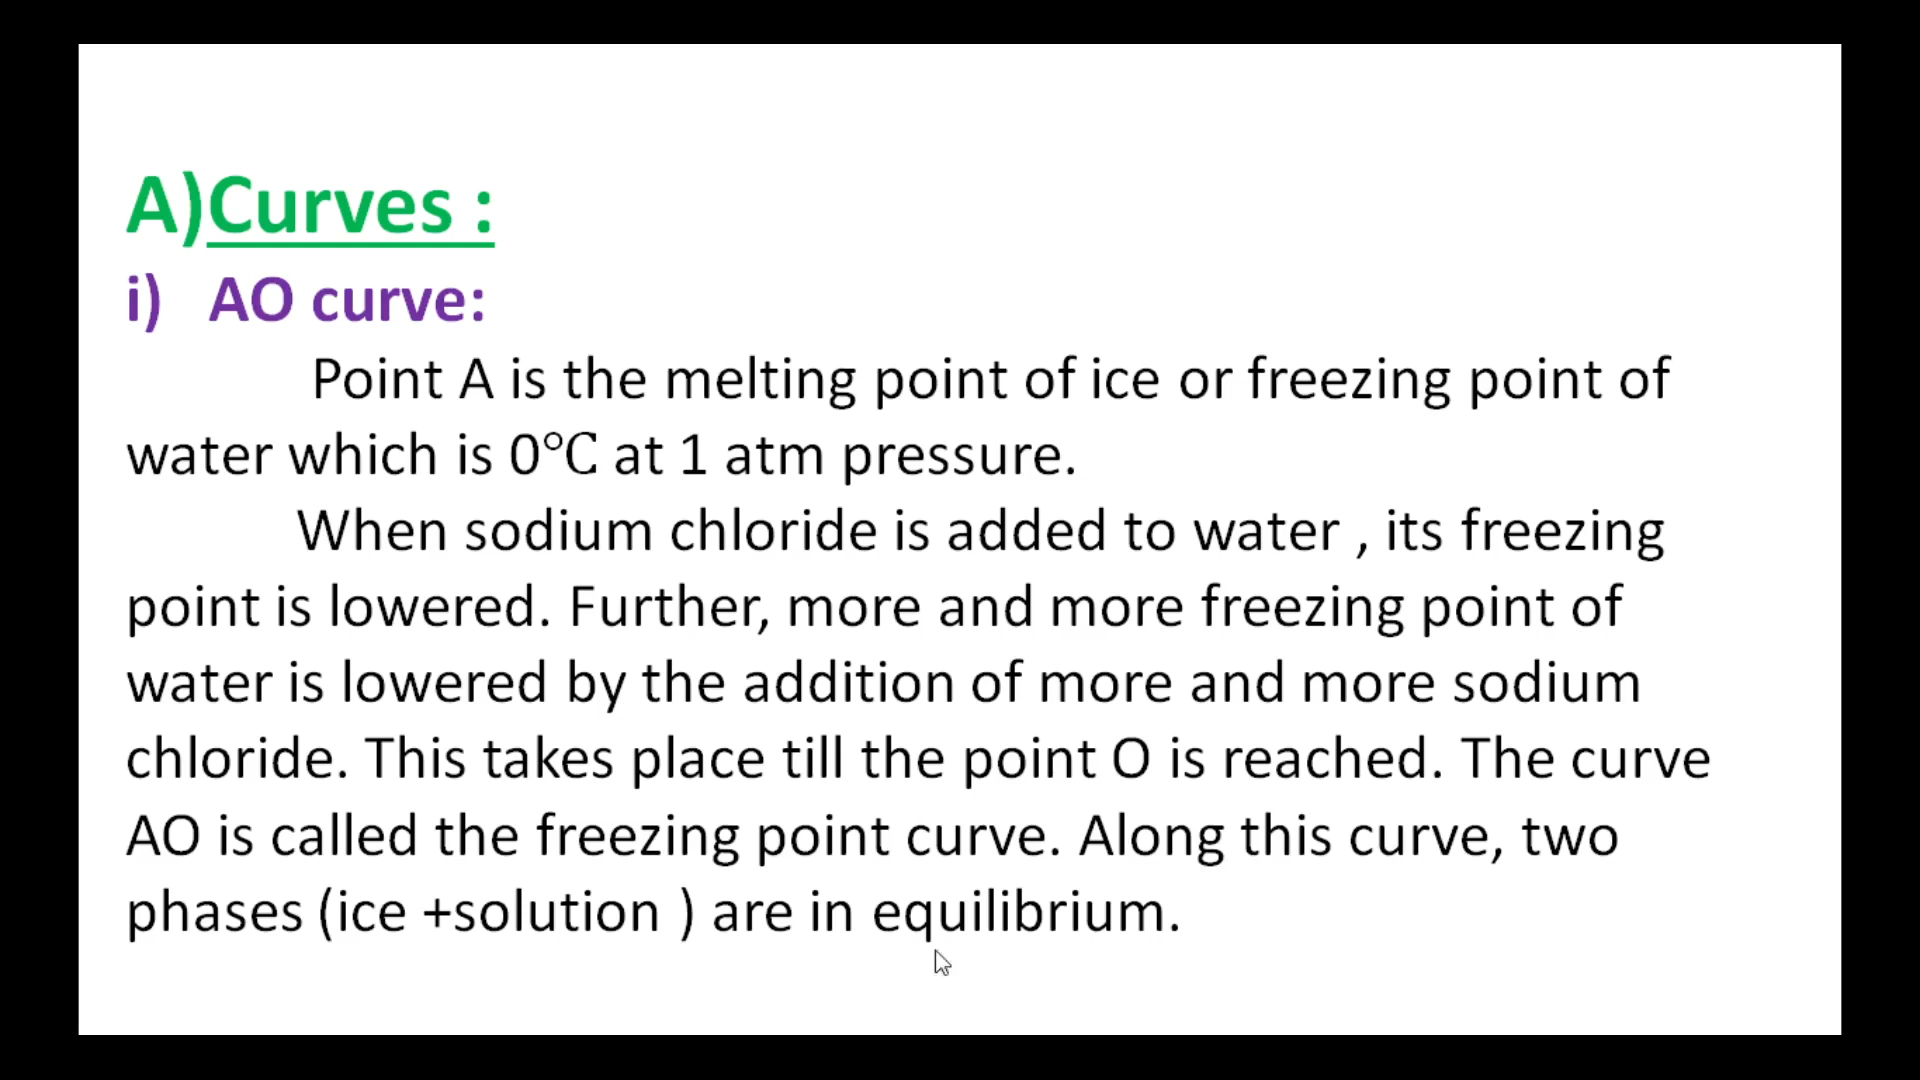 A)Curves :
i) AO curve:
Point A is the melting point of ice or freezing point of
water which is 0°C at 1 atm pressure.
When sodium chloride is added to water , its freezing
point is lowered. Further, more and more freezing point of
water is lowered by the addition of more and more sodium
chloride. This takes place till the point O is reached. The curve
AO is called the freezing point curve. Along this curve, two
phases (ice +solution ) are in equilibrium.